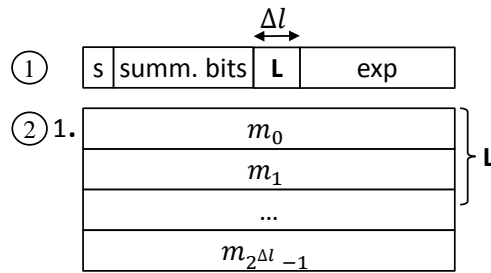 Δl
① s summ. bits L exp
② 1. m₀
m₁ L
...
m_{2^{Δl}-1}